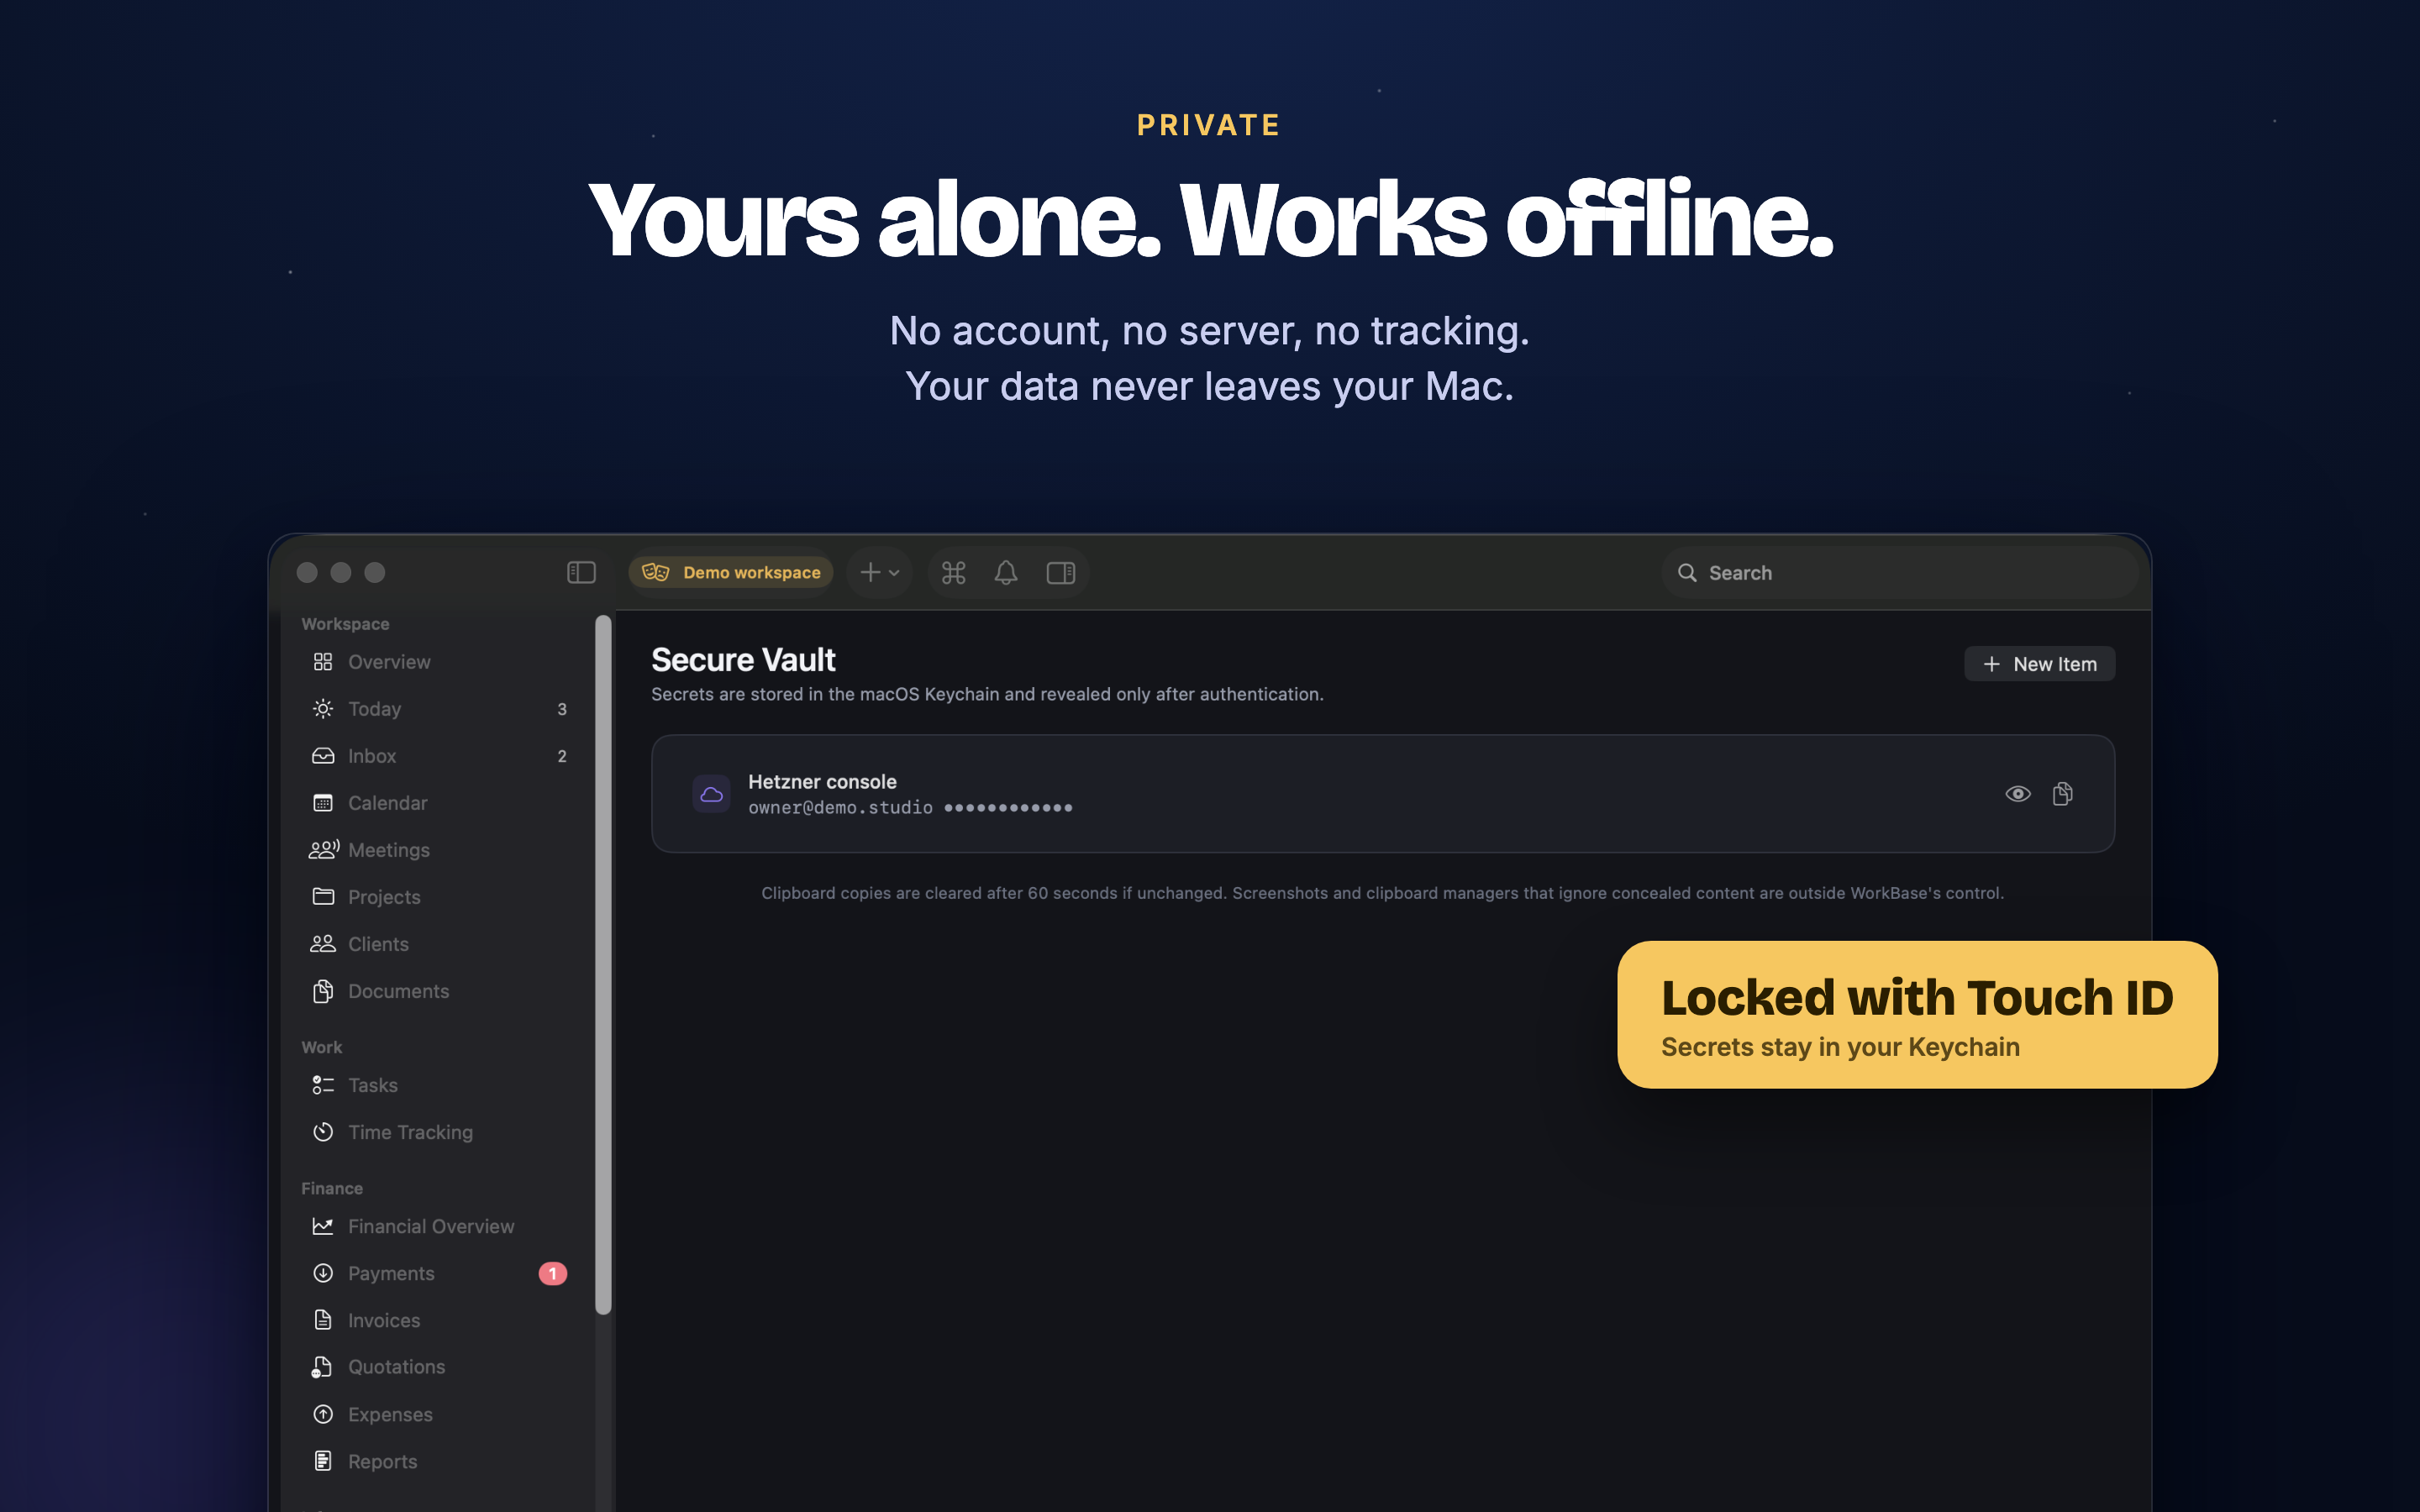 PRIVATE
Yours alone. Works offline.
No account, no server, no tracking.
Your data never leaves your Mac.
Demo workspace
Search
Workspace
Overview
Today 3
Inbox 2
Calendar
Meetings
Projects
Clients
Documents
Work
Tasks
Time Tracking
Finance
Financial Overview
Payments 1
Invoices
Quotations
Expenses
Reports
Secure Vault
New Item
Secrets are stored in the macOS Keychain and revealed only after authentication.
Hetzner console
owner@demo.studio ●●●●●●●●●●●●
Clipboard copies are cleared after 60 seconds if unchanged. Screenshots and clipboard managers that ignore concealed content are outside WorkBase's control.
Locked with Touch ID
Secrets stay in your Keychain